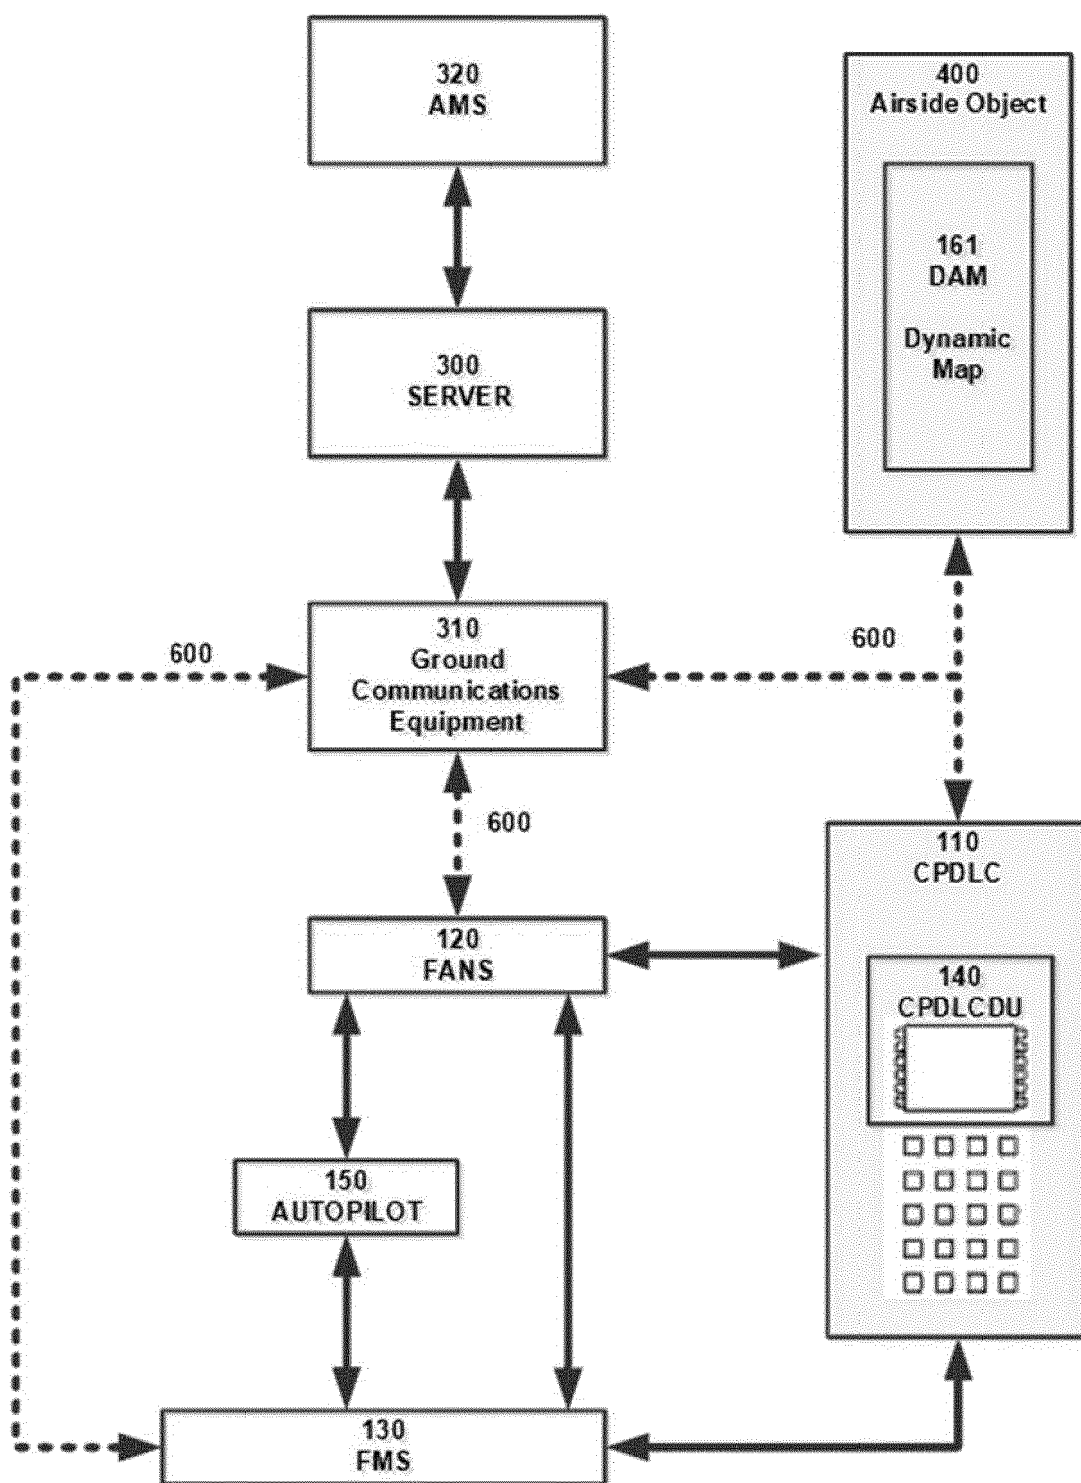 320
AMS
400
Airside Object
161
DAM
Dynamic
Map
300
SERVER
310
Ground
Communications
Equipment
600
600
600
110
CPDLC
120
FANS
140
CPDLCDU
150
AUTOPILOT
130
FMS